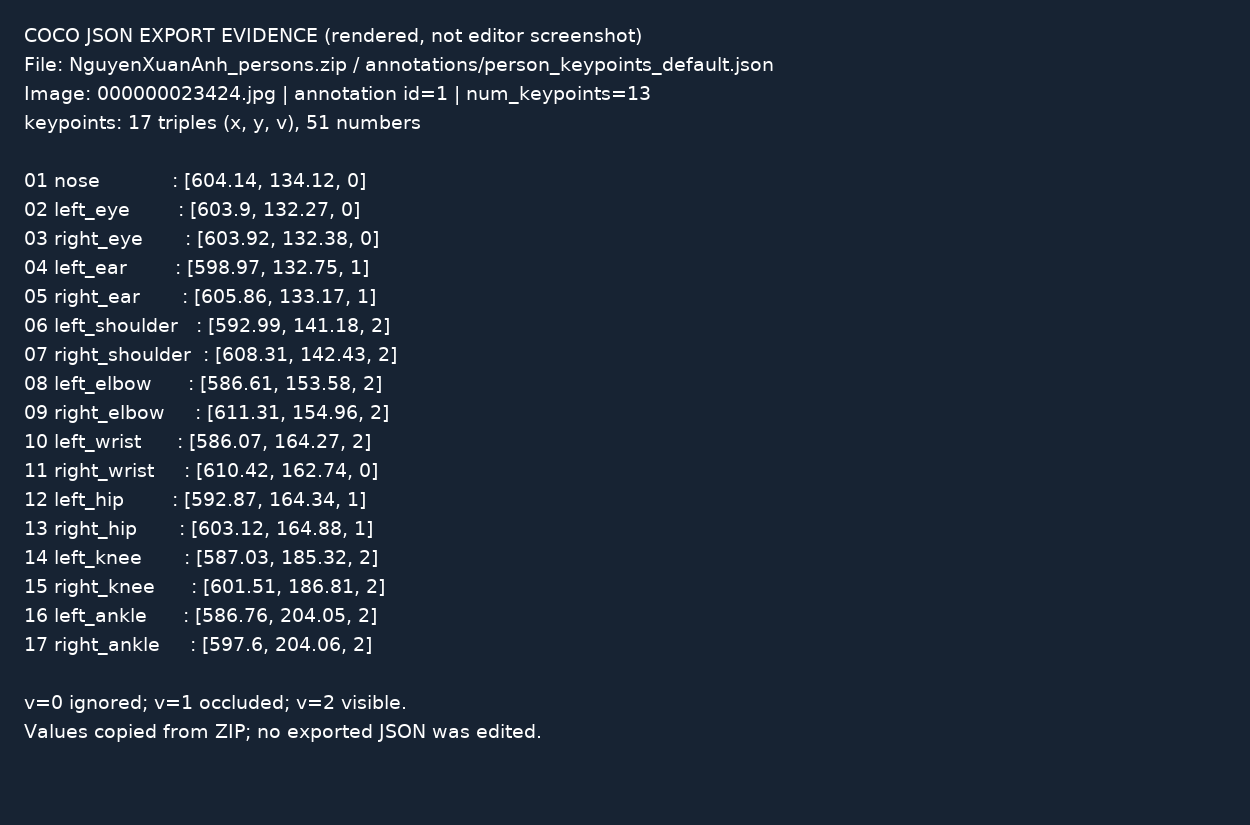 COCO JSON EXPORT EVIDENCE (rendered, not editor screenshot)
File: NguyenXuanAnh_persons.zip / annotations/person_keypoints_default.json
Image: 000000023424.jpg | annotation id=1 | num_keypoints=13
keypoints: 17 triples (x, y, v), 51 numbers
01 nose : [604.14, 134.12, 0]
02 left_eye : [603.9, 132.27, 0]
03 right_eye : [603.92, 132.38, 0]
04 left_ear : [598.97, 132.75, 1]
05 right_ear : [605.86, 133.17, 1]
06 left_shoulder : [592.99, 141.18, 2]
07 right_shoulder : [608.31, 142.43, 2]
08 left_elbow : [586.61, 153.58, 2]
09 right_elbow : [611.31, 154.96, 2]
10 left_wrist : [586.07, 164.27, 2]
11 right_wrist : [610.42, 162.74, 0]
12 left_hip : [592.87, 164.34, 1]
13 right_hip : [603.12, 164.88, 1]
14 left_knee : [587.03, 185.32, 2]
15 right_knee : [601.51, 186.81, 2]
16 left_ankle : [586.76, 204.05, 2]
17 right_ankle : [597.6, 204.06, 2]
v=0 ignored; v=1 occluded; v=2 visible.
Values copied from ZIP; no exported JSON was edited.